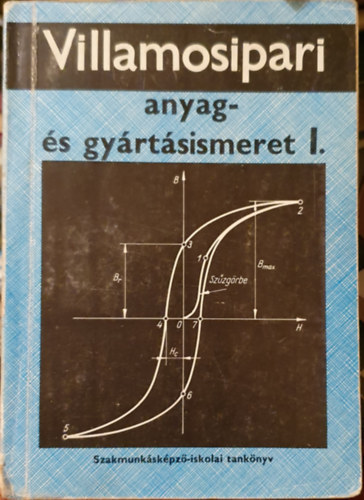 Villamosipari
anyag-
és gyártásismeret I.
B
2
3
1
Szűzgörbe
Br
Bmax
4
0
7
H
Hc
6
5
Szakmunkásképző-iskolai tankönyv